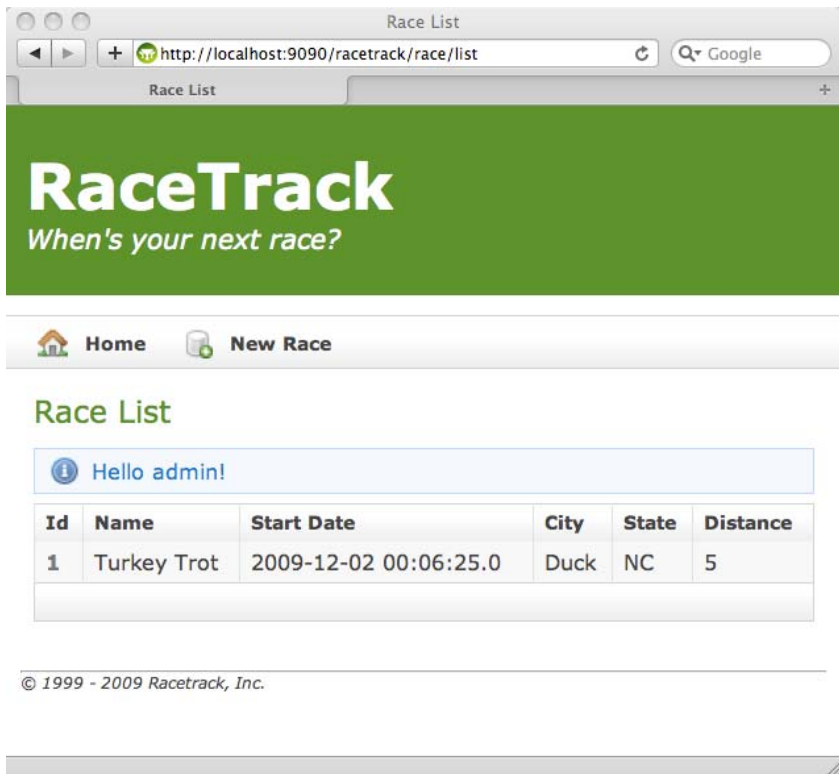 Race List
http://localhost:9090/racetrack/race/list
Google
Race List
RaceTrack
When's your next race?
Home New Race
Race List
Hello admin!
Id Name Start Date City State Distance
1 Turkey Trot 2009-12-02 00:06:25.0 Duck NC 5
© 1999 - 2009 Racetrack, Inc.